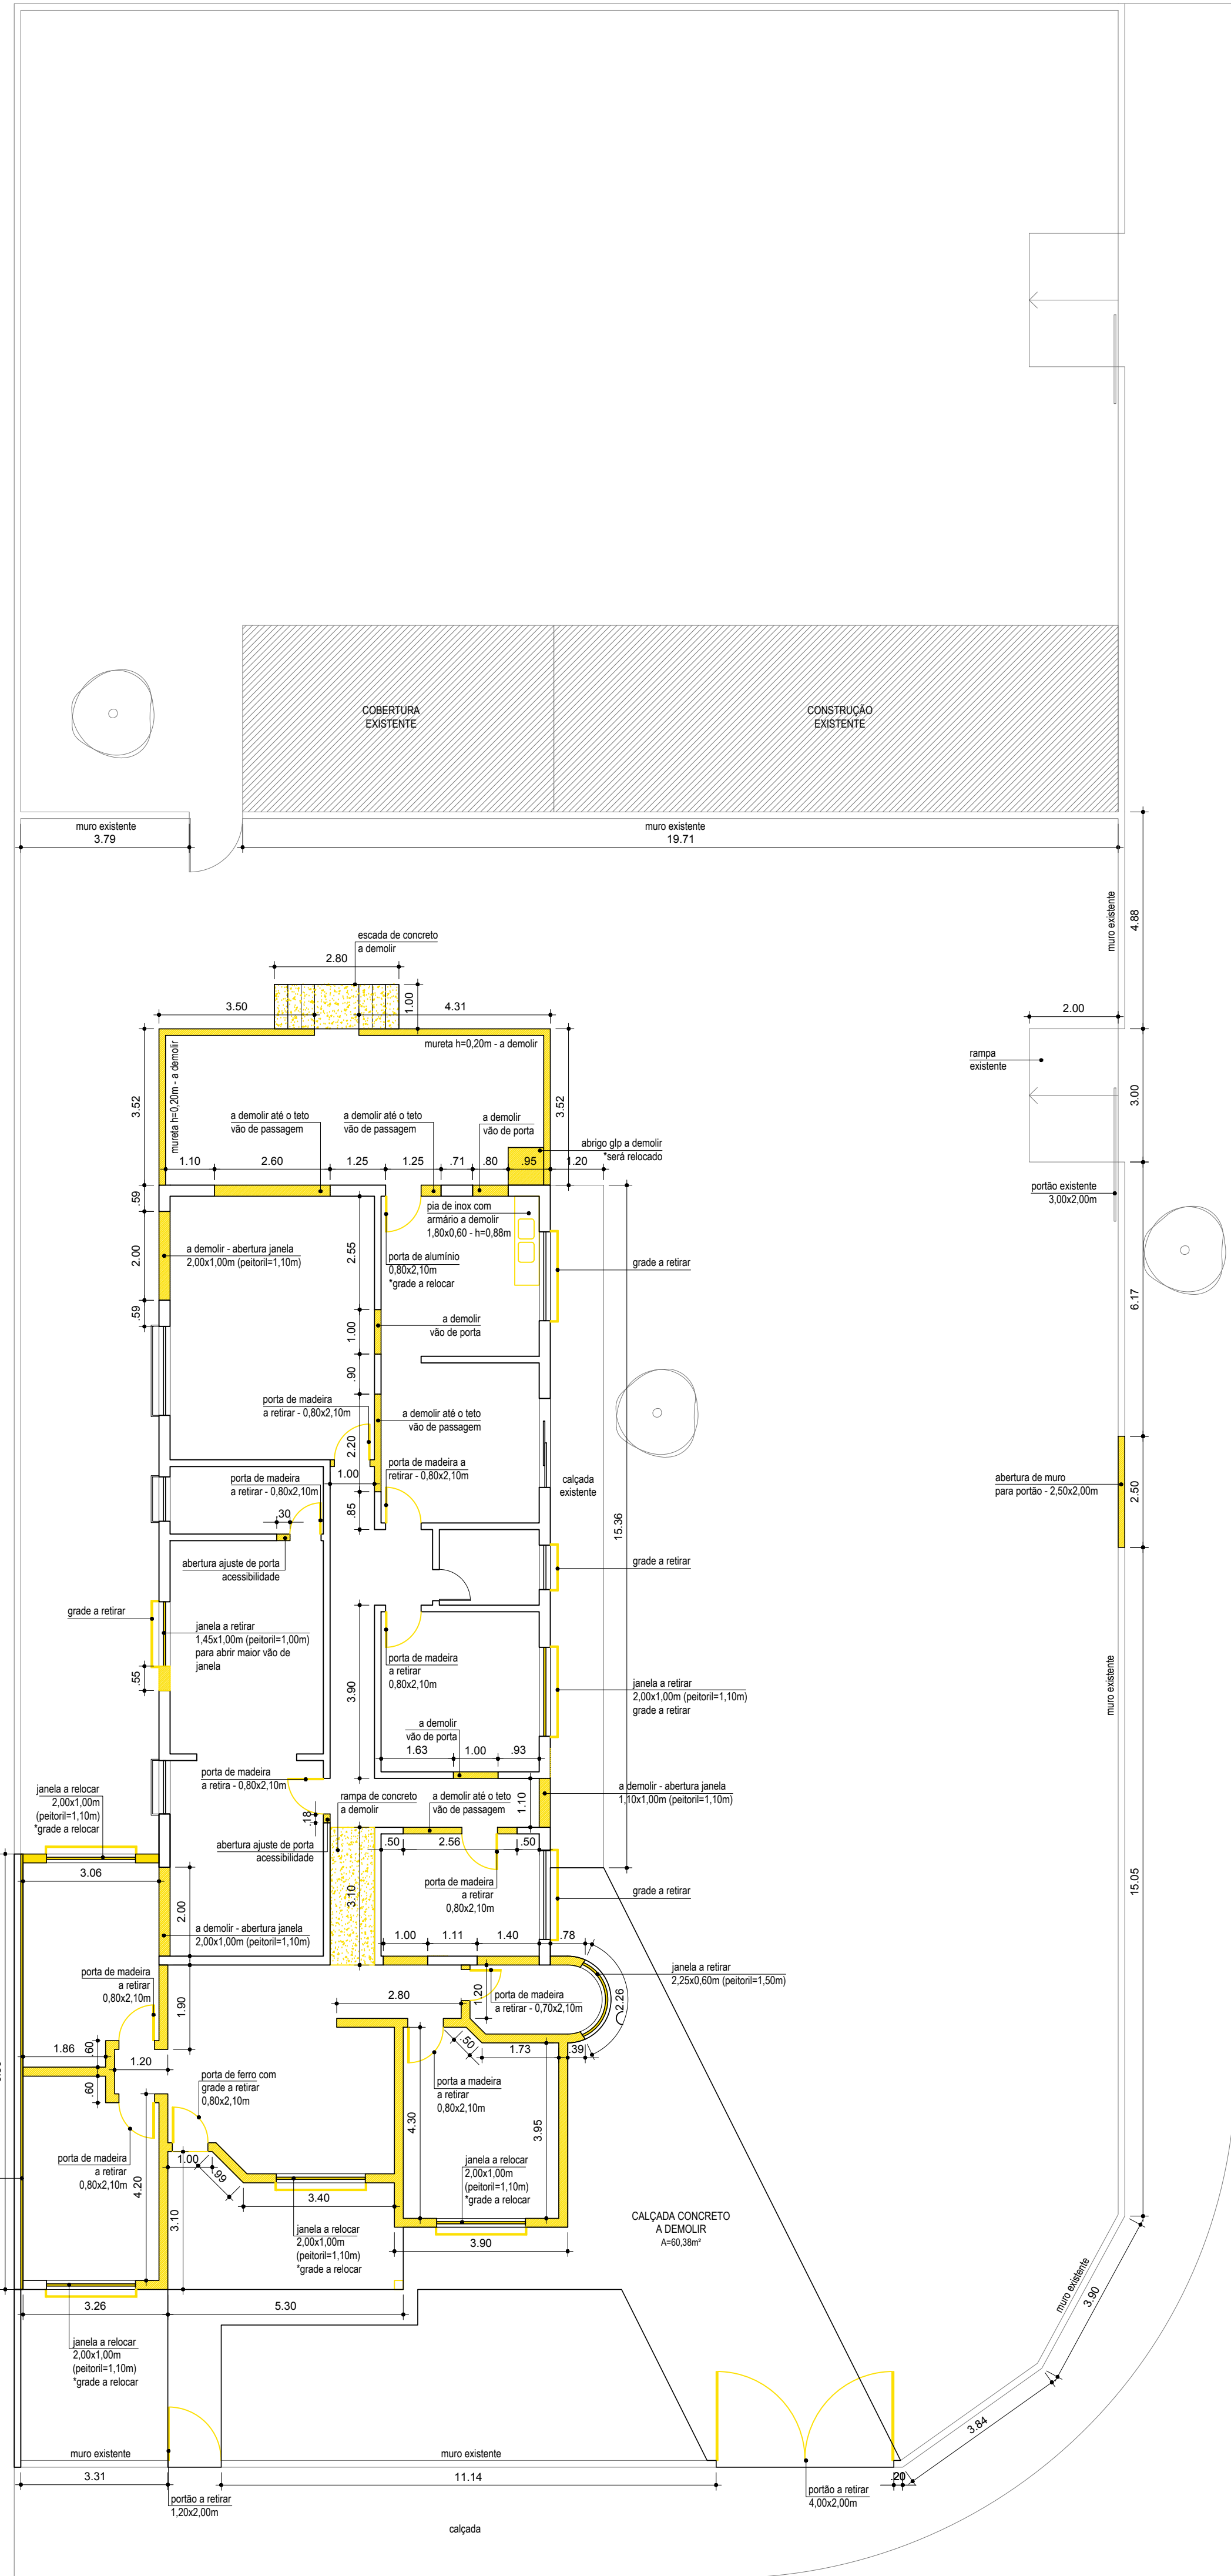 COBERTURA
EXISTENTE
CONSTRUÇÃO
EXISTENTE
muro existente
3.79
muro existente
19.71
muro existente
4.88
escada de concreto
a demolir
2.80
1.00
3.50
4.31
2.00
mureta h=0,20m - a demolir
mureta h=0,20m - a demolir
rampa
existente
3.52
3.52
3.00
a demolir até o teto
vão de passagem
a demolir até o teto
vão de passagem
a demolir
vão de porta
abrigo glp a demolir
*será relocado
1.10
2.60
1.25
1.25
.71
.80
.95
1.20
portão existente
3,00x2,00m
.59
pia de inox com
armário a demolir
1,80x0,60 - h=0,88m
2.00
a demolir - abertura janela
2,00x1,00m (peitoril=1,10m)
2.55
porta de alumínio
0,80x2,10m
*grade a relocar
grade a retirar
6.17
.59
1.00
a demolir
vão de porta
.90
porta de madeira
a retirar - 0,80x2,10m
a demolir até o teto
vão de passagem
2.20
porta de madeira a
retirar - 0,80x2,10m
1.00
porta de madeira
a retirar - 0,80x2,10m
calçada
existente
abertura de muro
para portão - 2,50x2,00m
2.50
.30
.85
15.36
abertura ajuste de porta
acessibilidade
grade a retirar
grade a retirar
janela a retirar
1,45x1,00m (peitoril=1,00m)
para abrir maior vão de
janela
.55
3.90
porta de madeira
a retirar
0,80x2,10m
janela a retirar
2,00x1,00m (peitoril=1,10m)
grade a retirar
muro existente
a demolir
vão de porta
1.63
1.00
.93
porta de madeira
a retira - 0,80x2,10m
janela a relocar
2,00x1,00m
(peitoril=1,10m)
*grade a relocar
rampa de concreto
a demolir
a demolir até o teto
vão de passagem
1.10
a demolir - abertura janela
1,10x1,00m (peitoril=1,10m)
.18
abertura ajuste de porta
acessibilidade
.50
2.56
.50
3.06
3.10
porta de madeira
a retirar
0,80x2,10m
grade a retirar
15.05
2.00
a demolir - abertura janela
2,00x1,00m (peitoril=1,10m)
1.00
1.11
1.40
.78
janela a retirar
2,25x0,60m (peitoril=1,50m)
porta de madeira
a retirar
0,80x2,10m
1.90
2.80
1.20
porta de madeira
a retirar - 0,70x2,10m
2.26
1.86
.60
1.20
.60
.50
1.73
.39
porta de ferro com
grade a retirar
0,80x2,10m
porta a madeira
a retirar
0,80x2,10m
4.30
3.95
porta de madeira
a retirar
0,80x2,10m
4.20
1.00
.99
3.10
3.40
janela a relocar
2,00x1,00m
(peitoril=1,10m)
*grade a relocar
janela a relocar
2,00x1,00m
(peitoril=1,10m)
*grade a relocar
3.90
CALÇADA CONCRETO
A DEMOLIR
A=60,38m²
muro existente
3.90
3.26
5.30
janela a relocar
2,00x1,00m
(peitoril=1,10m)
*grade a relocar
3.84
muro existente
muro existente
3.31
11.14
.20
portão a retirar
1,20x2,00m
portão a retirar
4,00x2,00m
calçada